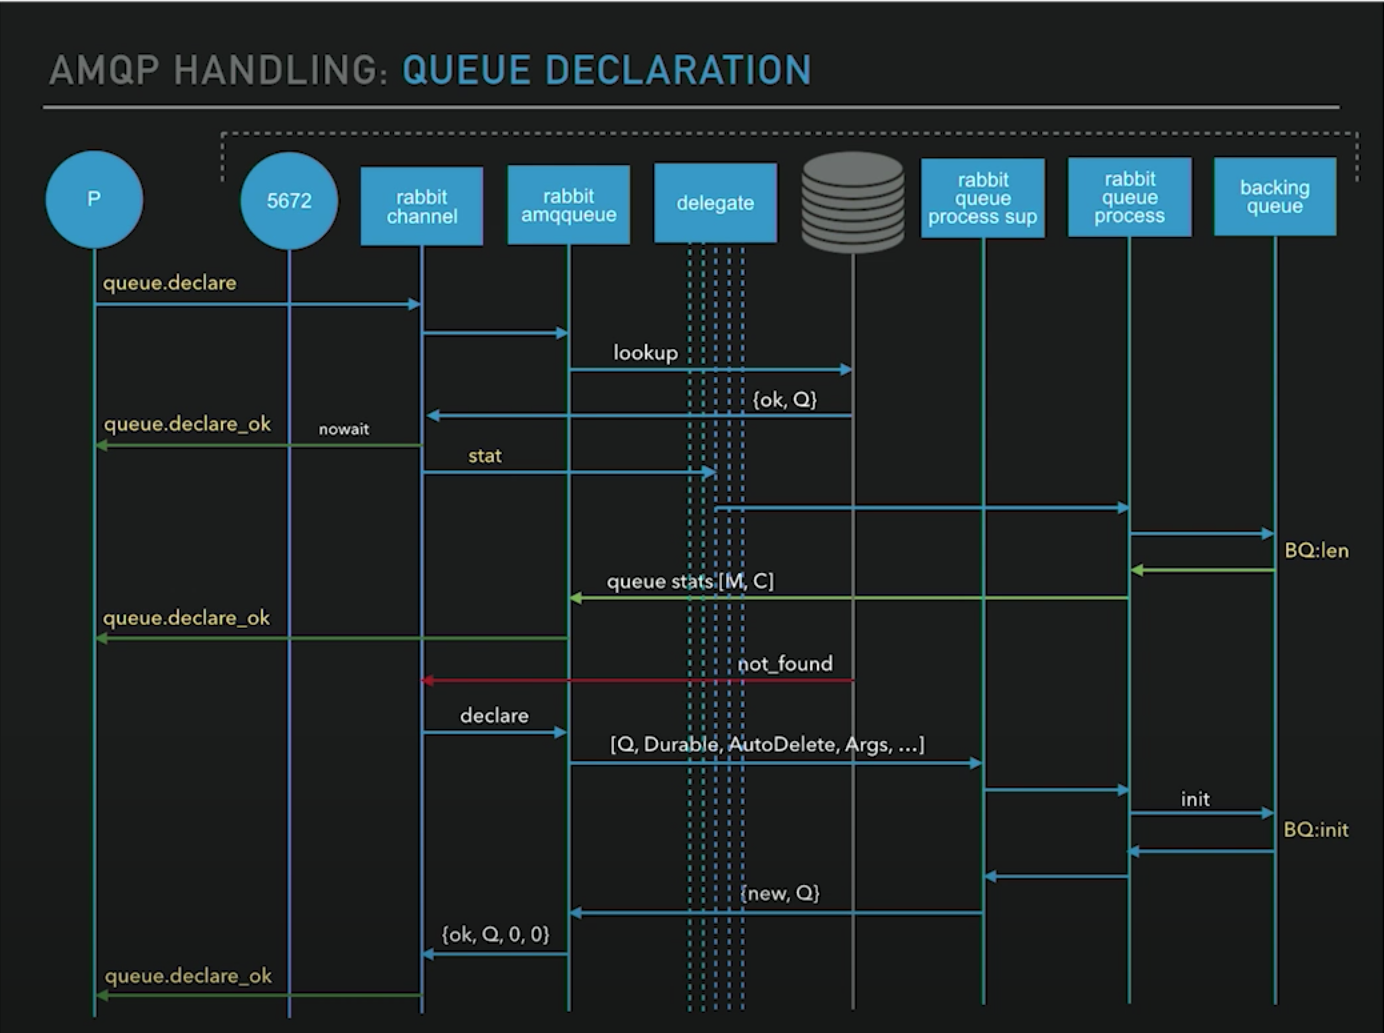 AMQP HANDLING: QUEUE DECLARATION
P
5672
rabbit
channel
rabbit
amqqueue
delegate
rabbit
queue
process sup
rabbit
queue
process
backing
queue
queue.declare
lookup
{ok, Q}
queue.declare_ok
nowait
stat
BQ:len
queue stats [M, C]
queue.declare_ok
not_found
declare
[Q, Durable, AutoDelete, Args, ...]
init
BQ:init
{new, Q}
{ok, Q, 0, 0}
queue.declare_ok